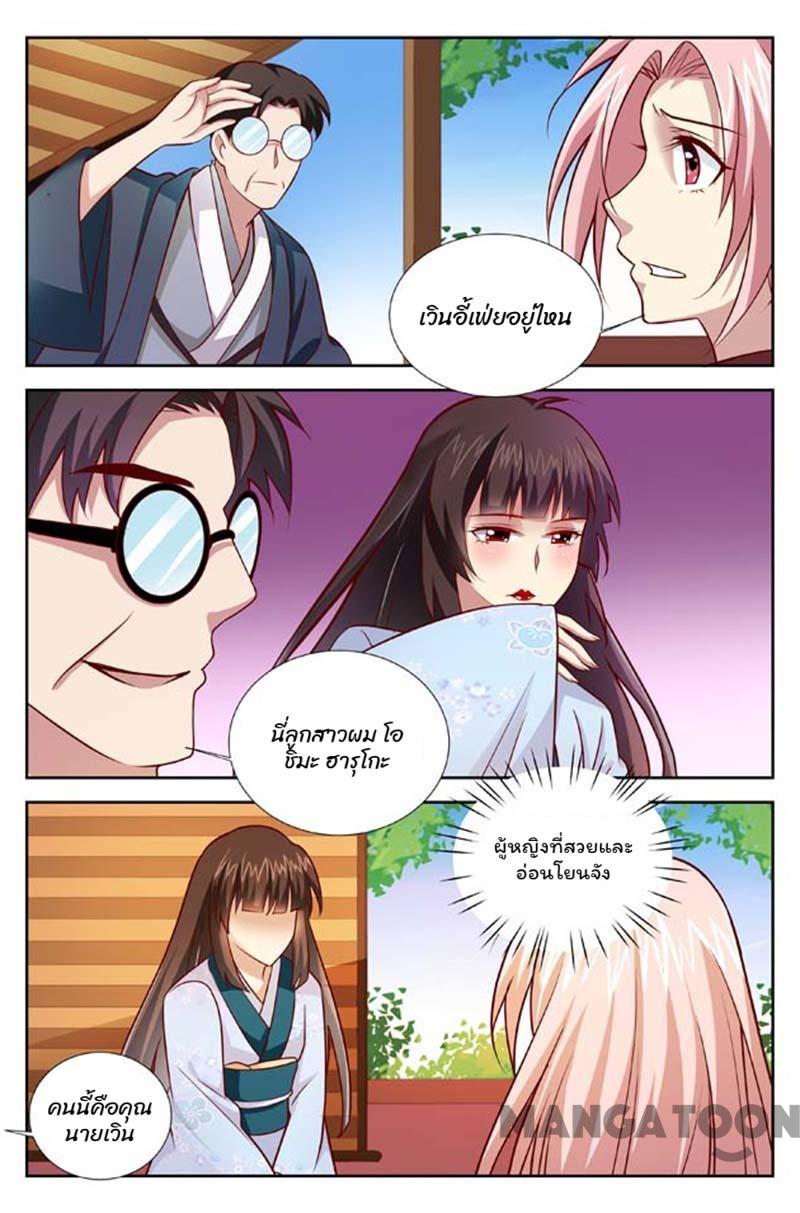 เวินอี้เฟยอยู่ไหน
นี่ลูกสาวผม โอ
ชิมะ ฮารุโกะ
ผู้หญิงที่สวยและ
อ่อนโยนจัง
คนนี้คือคุณ
นายเวิน
MANGATOON